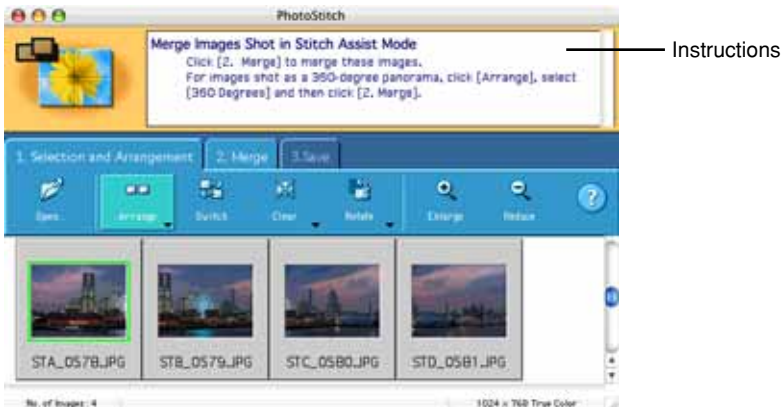 PhotoStitch
Merge Images Shot in Stitch Assist Mode
Click [2. Merge] to merge these images.
For images shot as a 360-degree panorama, click [Arrange], select
[360 Degrees] and then click [2. Merge].
Instructions
1. Selection and Arrangement 2. Merge 3.Save
Open... Arrange Switch Clear Rotate Enlarge Reduce ?
STA_0578.JPG STB_0579.JPG STC_0580.JPG STD_0581.JPG
No. of Images: 4 1024 x 768 True Color